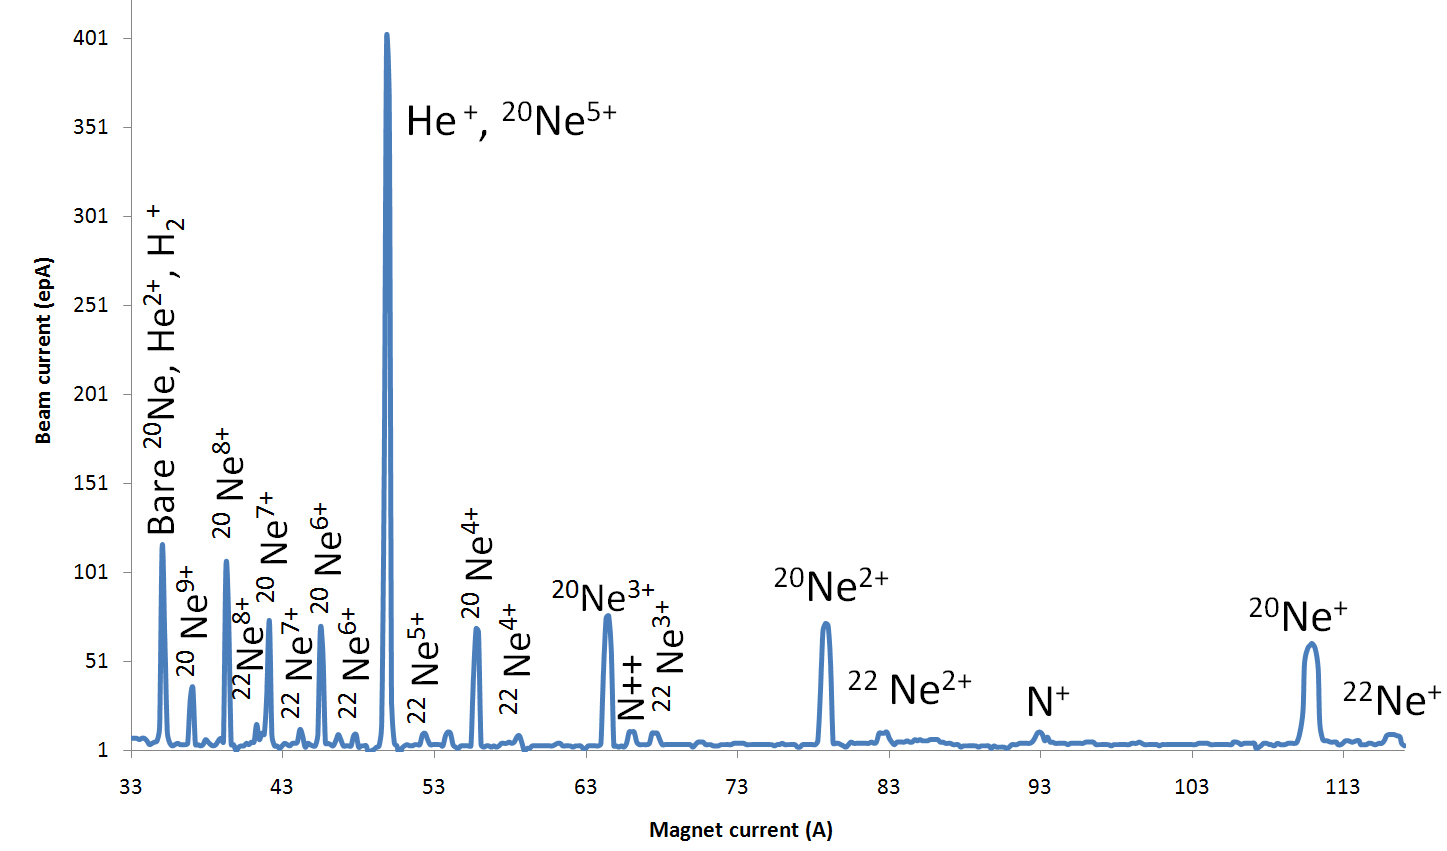 401
351
301
251
201
151
101
51
1
33
43
53
63
73
83
93
103
113
Beam current (epA)
Magnet current (A)
Bare ²⁰Ne, He²⁺, H₂⁺
²⁰ Ne⁹⁺
²⁰ Ne⁸⁺
²²Ne⁸⁺
²⁰ Ne⁷⁺
²² Ne⁷⁺
²⁰ Ne⁶⁺
²² Ne⁶⁺
He⁺, ²⁰Ne⁵⁺
²² Ne⁵⁺
²⁰ Ne⁴⁺
²² Ne⁴⁺
²⁰Ne³⁺
N++
²² Ne³⁺
²⁰Ne²⁺
²² Ne²⁺
N⁺
²⁰Ne⁺
²²Ne⁺